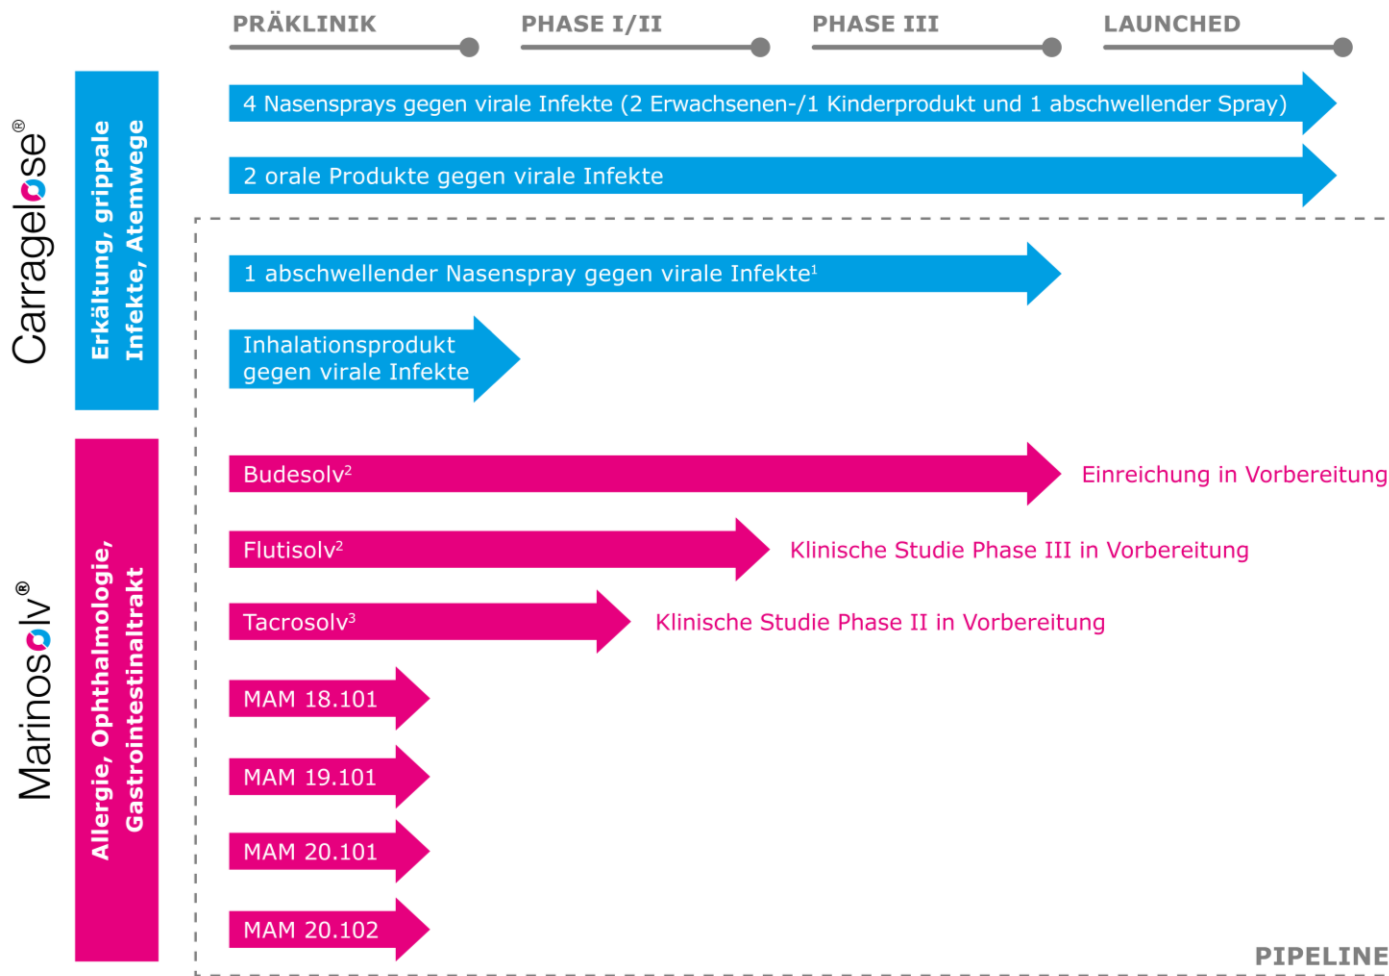 PRÄKLINIK
PHASE I/II
PHASE III
LAUNCHED
Carragelose®
Erkältung, grippale
Infekte, Atemwege
4 Nasensprays gegen virale Infekte (2 Erwachsenen-/1 Kinderprodukt und 1 abschwellender Spray)
2 orale Produkte gegen virale Infekte
1 abschwellender Nasenspray gegen virale Infekte¹
Inhalationsprodukt
gegen virale Infekte
Marinosolv®
Allergie, Ophthalmologie,
Gastrointestinaltrakt
Budesolv²
Einreichung in Vorbereitung
Flutisolv²
Klinische Studie Phase III in Vorbereitung
Tacrosolv³
Klinische Studie Phase II in Vorbereitung
MAM 18.101
MAM 19.101
MAM 20.101
MAM 20.102
PIPELINE